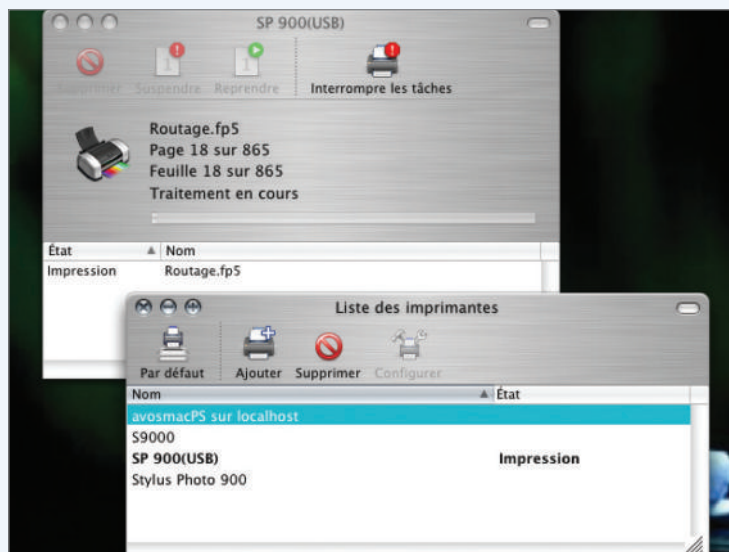 SP 900(USB)
Supprimer Suspendre Reprendre Interrompre les tâches
Routage.fp5
Page 18 sur 865
Feuille 18 sur 865
Traitement en cours
État Nom
Impression Routage.fp5
Liste des imprimantes
Par défaut Ajouter Supprimer Configurer
Nom État
avosmacPS sur localhost
S9000
SP 900(USB) Impression
Stylus Photo 900